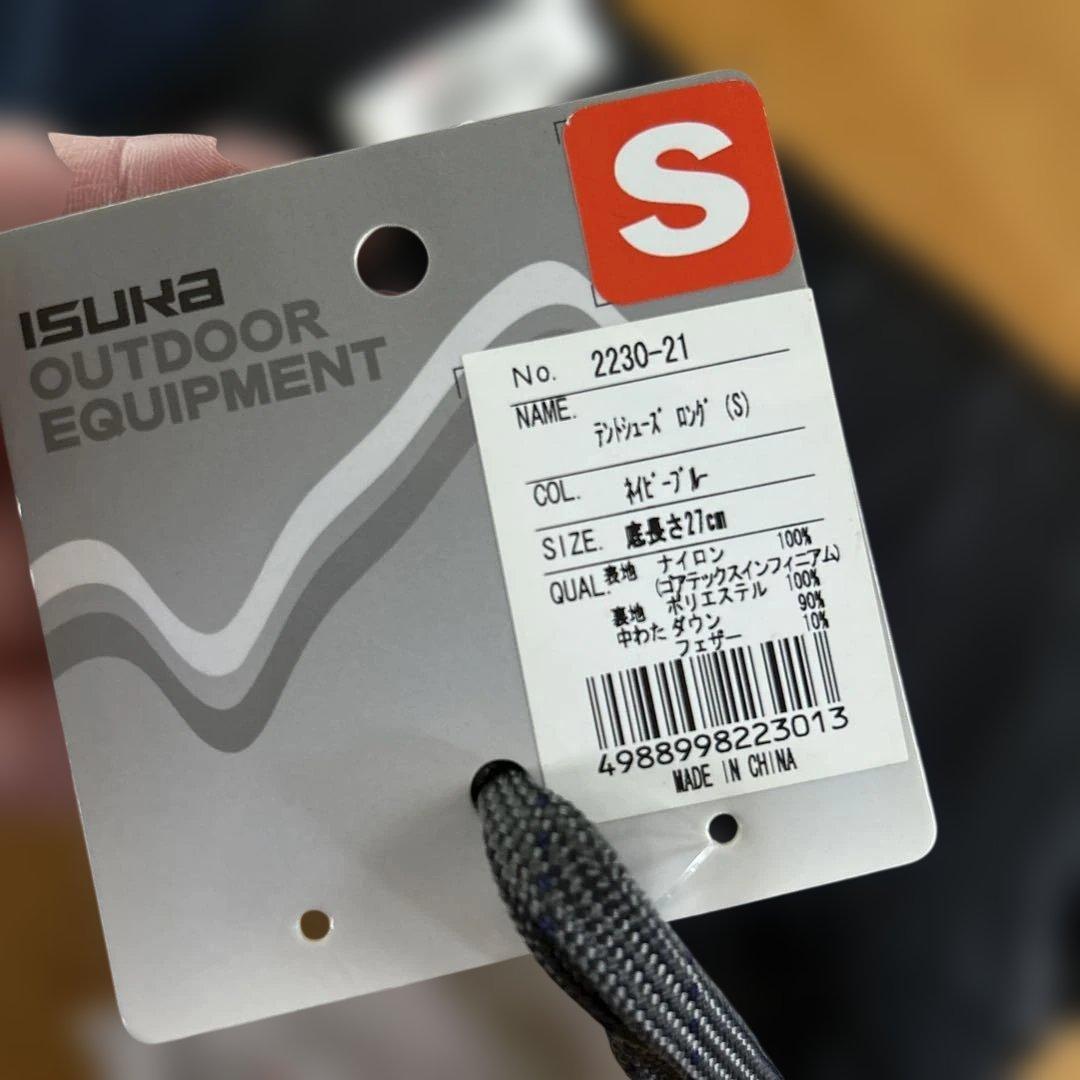 S
ISUKA
OUTDOOR
EQUIPMENT
No. 2230-21
NAME. テントシューズ ロング (S)
COL. ネイビーブルー
SIZE. 底長さ27cm
QUAL. 表地 ナイロン 100%
(ゴアテックスインフィニアム)
裏地 ポリエステル 100%
中わた ダウン 90%
フェザー 10%
4988998223013
MADE IN CHINA